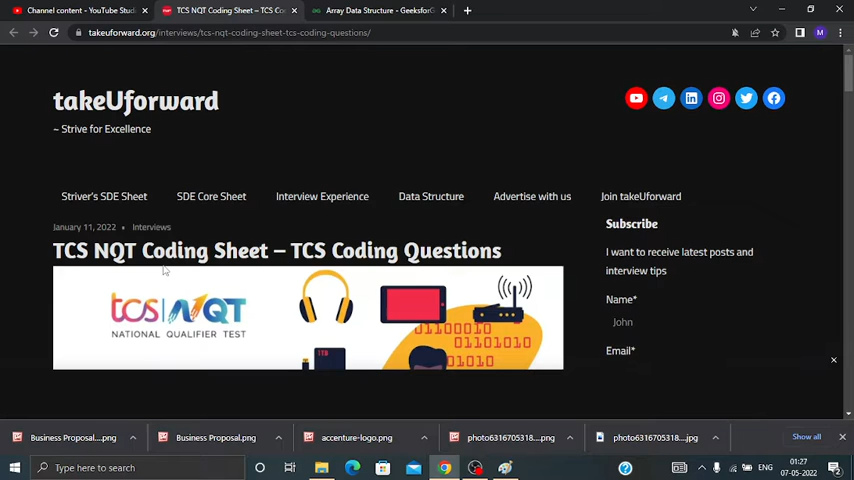 Channel content - YouTube Stud
TCS NQT Coding Sheet – TCS Co
Array Data Structure - GeeksforG
M
takeuforward.org/interviews/tcs-nqt-coding-sheet-tcs-coding-questions/
takeUforward
~ Strive for Excellence
Striver's SDE Sheet
SDE Core Sheet
Interview Experience
Data Structure
Advertise with us
Join takeUforward
January 11, 2022 • Interviews
TCS NQT Coding Sheet – TCS Coding Questions
Subscribe
I want to receive latest posts and
interview tips
Name*
John
Email*
tcs NQT
NATIONAL QUALIFIER TEST
01100010
01101010
01010
1TB
Business Proposal....png
Business Proposal.png
accenture-logo.png
photo6316705318....png
photo6316705318....jpg
Show all
Type here to search
ENG
01:27
07-05-2022
2